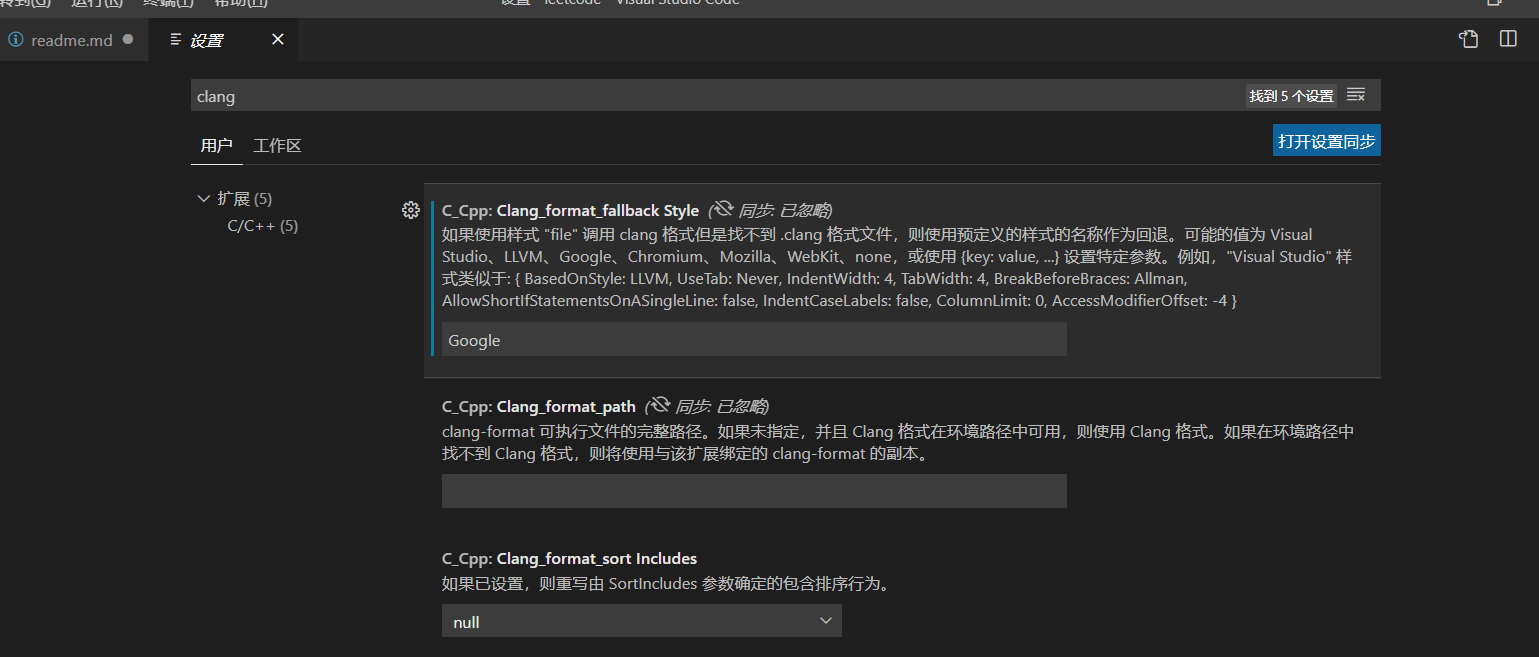 转到(G) 运行(R) 终端(T) 帮助(H) 设置 - leetcode - Visual Studio Code
readme.md 设置
clang 找到 5 个设置
用户 工作区 打开设置同步
扩展 (5)
C/C++ (5)
C_Cpp: Clang_format_fallback Style (同步: 已忽略)
如果使用样式 "file" 调用 clang 格式但是找不到 .clang 格式文件，则使用预定义的样式的名称作为回退。可能的值为 Visual
Studio、LLVM、Google、Chromium、Mozilla、WebKit、none，或使用 {key: value, ...} 设置特定参数。例如，"Visual Studio" 样
式类似于: { BasedOnStyle: LLVM, UseTab: Never, IndentWidth: 4, TabWidth: 4, BreakBeforeBraces: Allman,
AllowShortIfStatementsOnASingleLine: false, IndentCaseLabels: false, ColumnLimit: 0, AccessModifierOffset: -4 }
Google
C_Cpp: Clang_format_path (同步: 已忽略)
clang-format 可执行文件的完整路径。如果未指定，并且 Clang 格式在环境路径中可用，则使用 Clang 格式。如果在环境路径中
找不到 Clang 格式，则将使用与该扩展绑定的 clang-format 的副本。
C_Cpp: Clang_format_sort Includes
如果已设置，则重写由 SortIncludes 参数确定的包含排序行为。
null